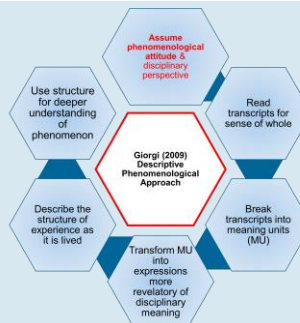 Assume
phenomenological
attitude &
disciplinary
perspective
Read
transcripts for
sense of whole
Break
transcripts into
meaning units
(MU)
Transform MU
into
expressions
more
revelatory of
disciplinary
meaning
Describe the
structure of
experience as
it is lived
Use structure
for deeper
understanding
of
phenomenon
Giorgi (2009)
Descriptive
Phenomenological
Approach